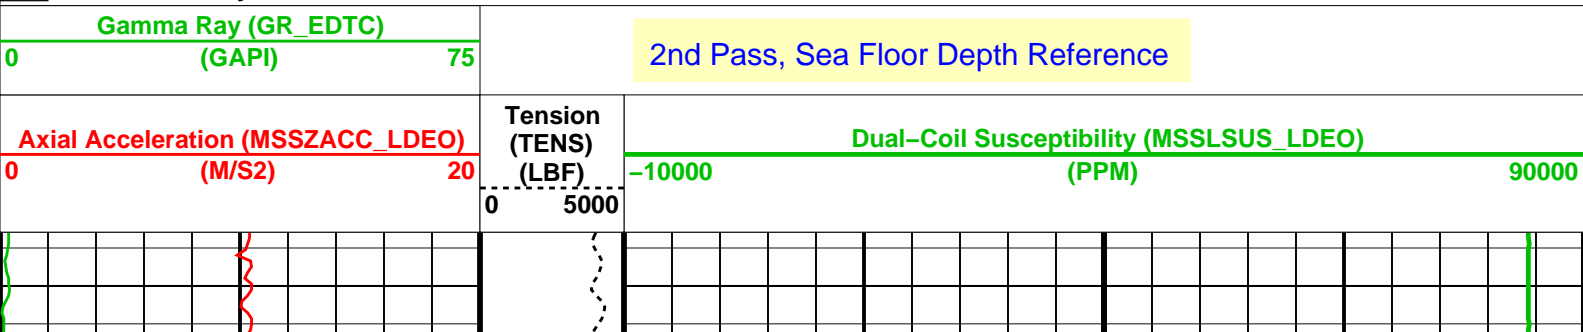 Gamma Ray (GR_EDTC)
0 (GAPI) 75
2nd Pass, Sea Floor Depth Reference
Axial Acceleration (MSSZACC_LDEO)
0 (M/S2) 20
Tension
(TENS)
(LBF)
0 5000
Dual−Coil Susceptibility (MSSLSUS_LDEO)
−10000 (PPM) 90000